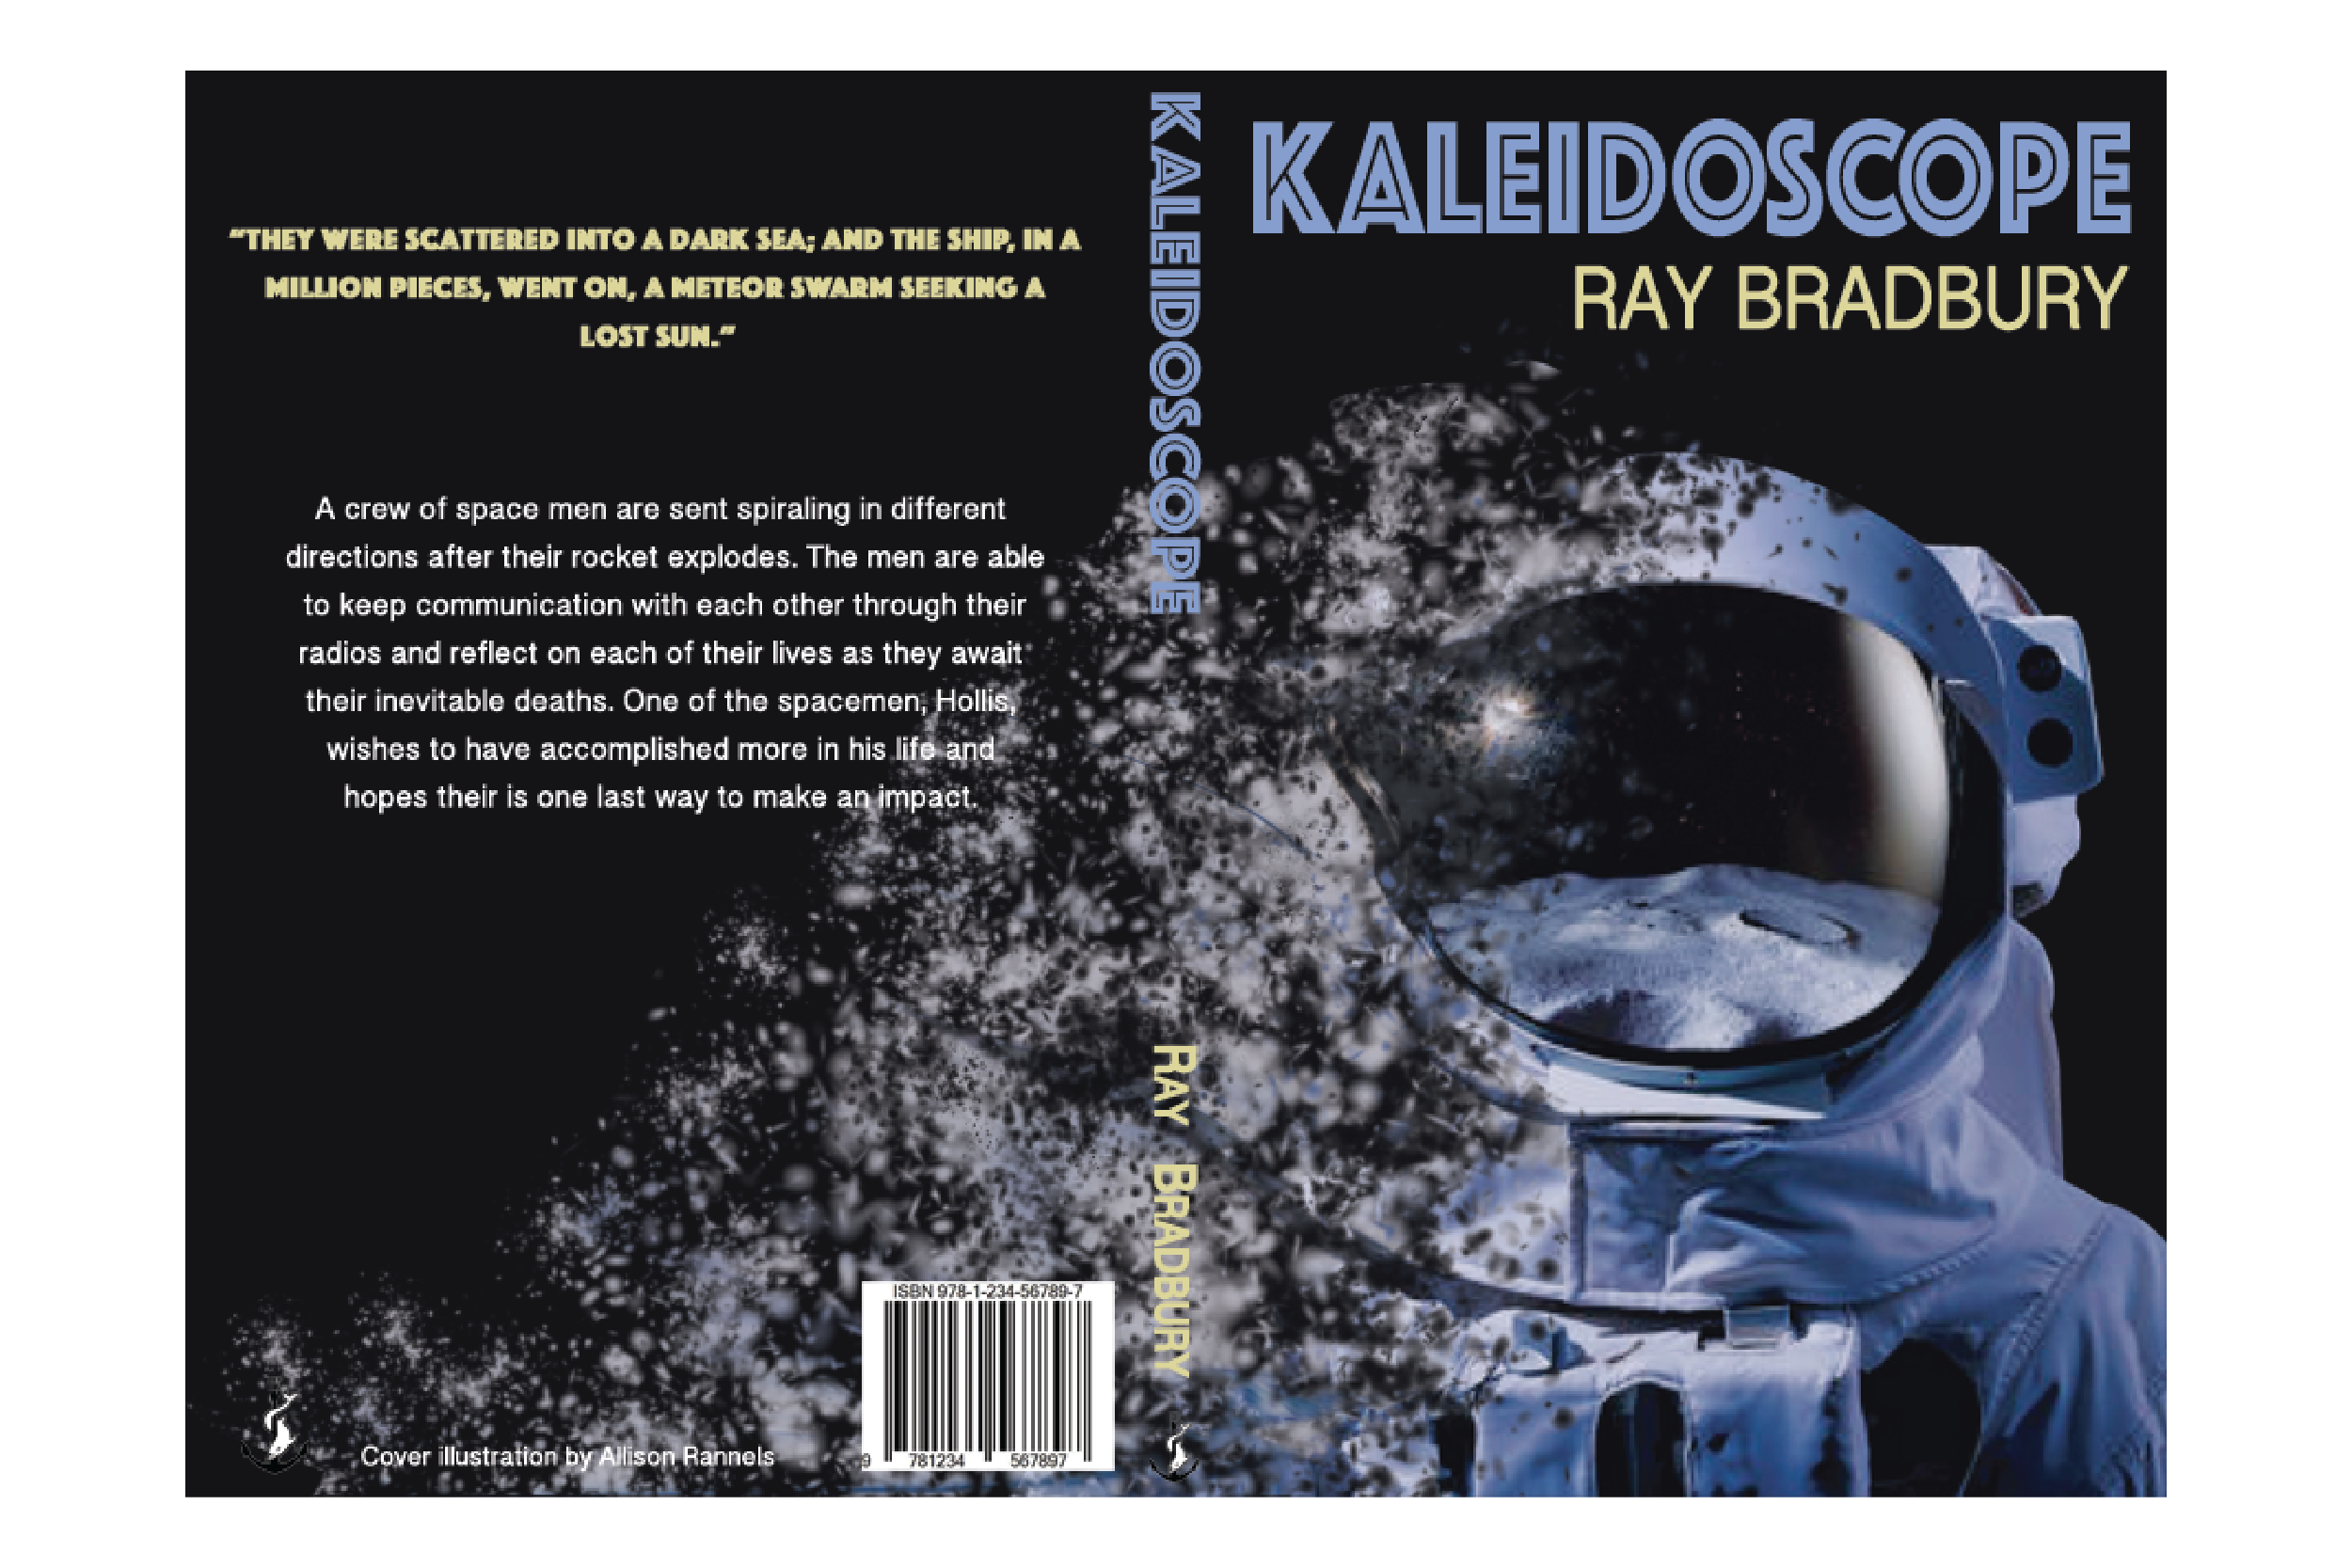 “THEY WERE SCATTERED INTO A DARK SEA; AND THE SHIP, IN A
MILLION PIECES, WENT ON, A METEOR SWARM SEEKING A
LOST SUN.”
A crew of space men are sent spiraling in different
directions after their rocket explodes. The men are able
to keep communication with each other through their
radios and reflect on each of their lives as they await
their inevitable deaths. One of the spacemen, Hollis,
wishes to have accomplished more in his life and
hopes their is one last way to make an impact.
Cover illustration by Allison Rannels
ISBN 978-1-234-56789-7
9 781234 567897
KALEIDOSCOPE
RAY BRADBURY
KALEIDOSCOPE
RAY BRADBURY